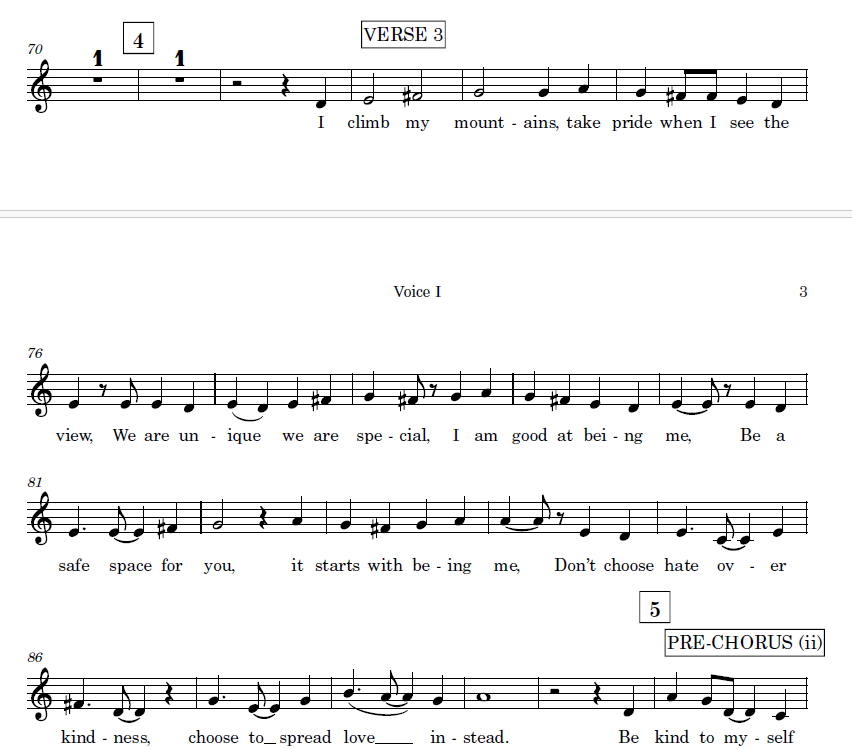 70
1
4
1
VERSE 3
I climb my mount - ains, take pride when I see the
Voice I
3
76
view, We are un - ique we are spe - cial, I am good at bei - ng me, Be a
81
safe space for you, it starts with be - ing me, Don't choose hate ov - er
5
PRE-CHORUS (ii)
86
kind - ness, choose to_ spread love____ in - stead. Be kind to my - self